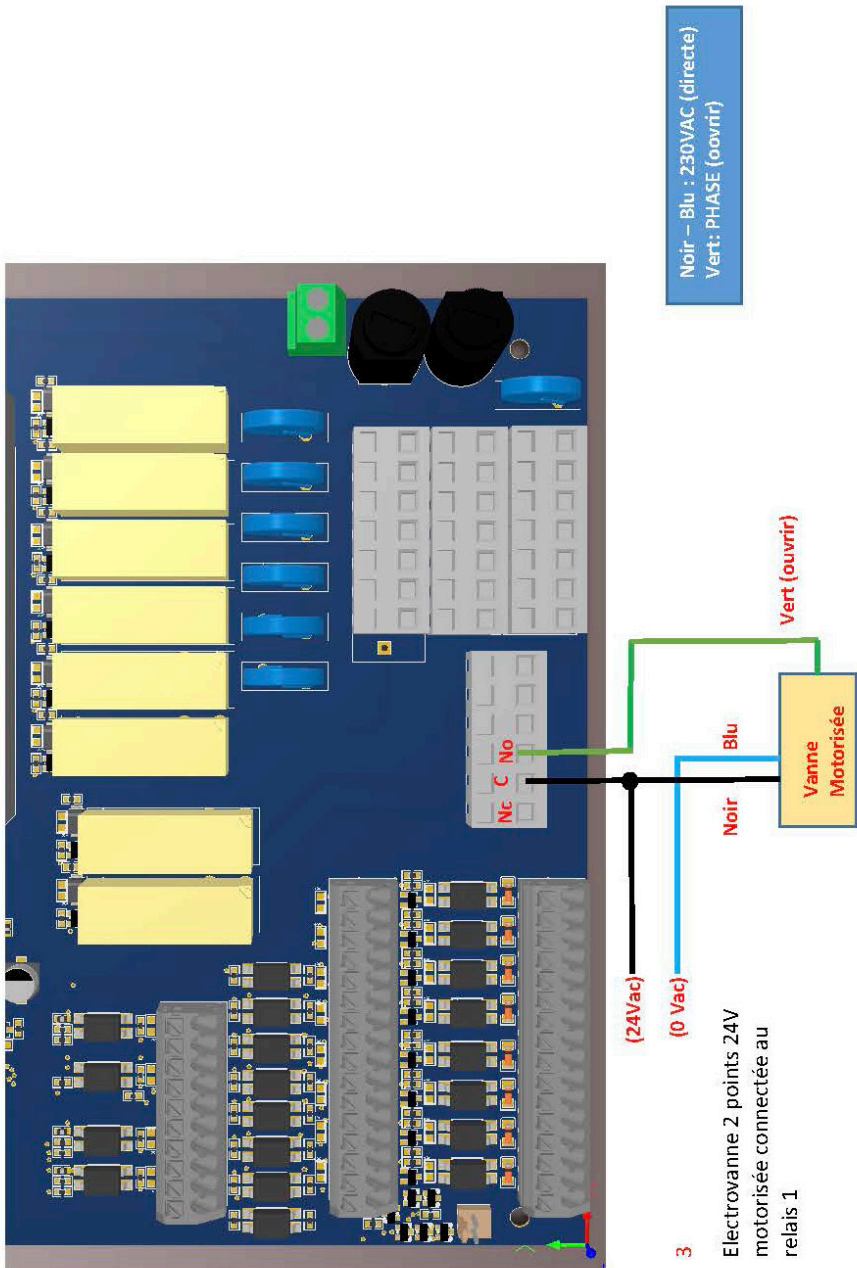 Noir – Blu : 230VAC (directe)
Vert: PHASE (oovrir)
Nc C No
Vert (ouvrir)
(24Vac)
(0 Vac)
Noir
Blu
Vanne
Motorisée
3
Electrovanne 2 points 24V
motorisée connectée au
relais 1